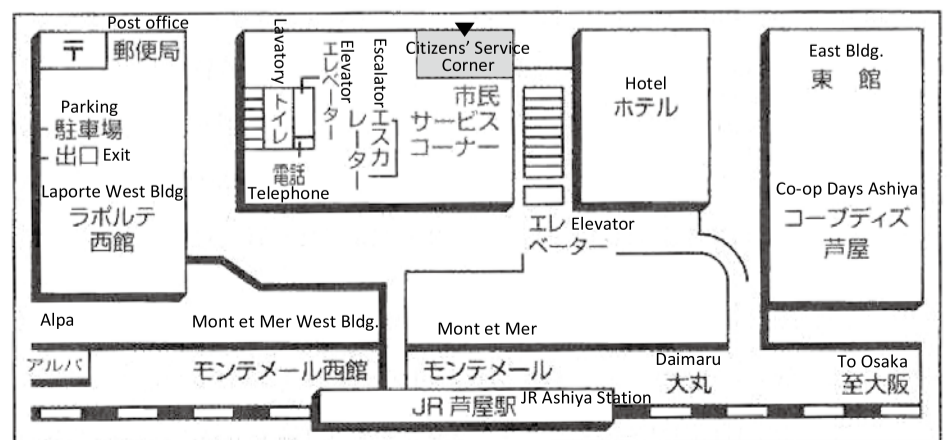 Post office
〒 郵便局
Parking
駐車場
出口 Exit
Laporte West Bldg.
ラポルテ
西館
Lavatory
トイレ
Elevator
エレベーター
Escalator
エスカ
レーター
電話
Telephone
Citizens' Service
Corner
市民
サービス
コーナー
Hotel
ホテル
エレ Elevator
ベーター
East Bldg.
東 館
Co-op Days Ashiya
コープデイズ
芦屋
Alpa
アルパ
Mont et Mer West Bldg.
モンテメール西館
Mont et Mer
モンテメール
Daimaru
大丸
To Osaka
至大阪
JR 芦屋駅 JR Ashiya Station